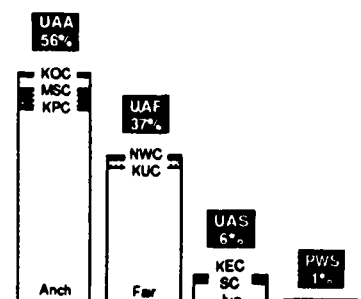 UAA
56%
KOC
MSC
KPC
Anch
UAF
37%
NWC
KUC
Fair
UAS
6%
KEC
SC
PWS
1%